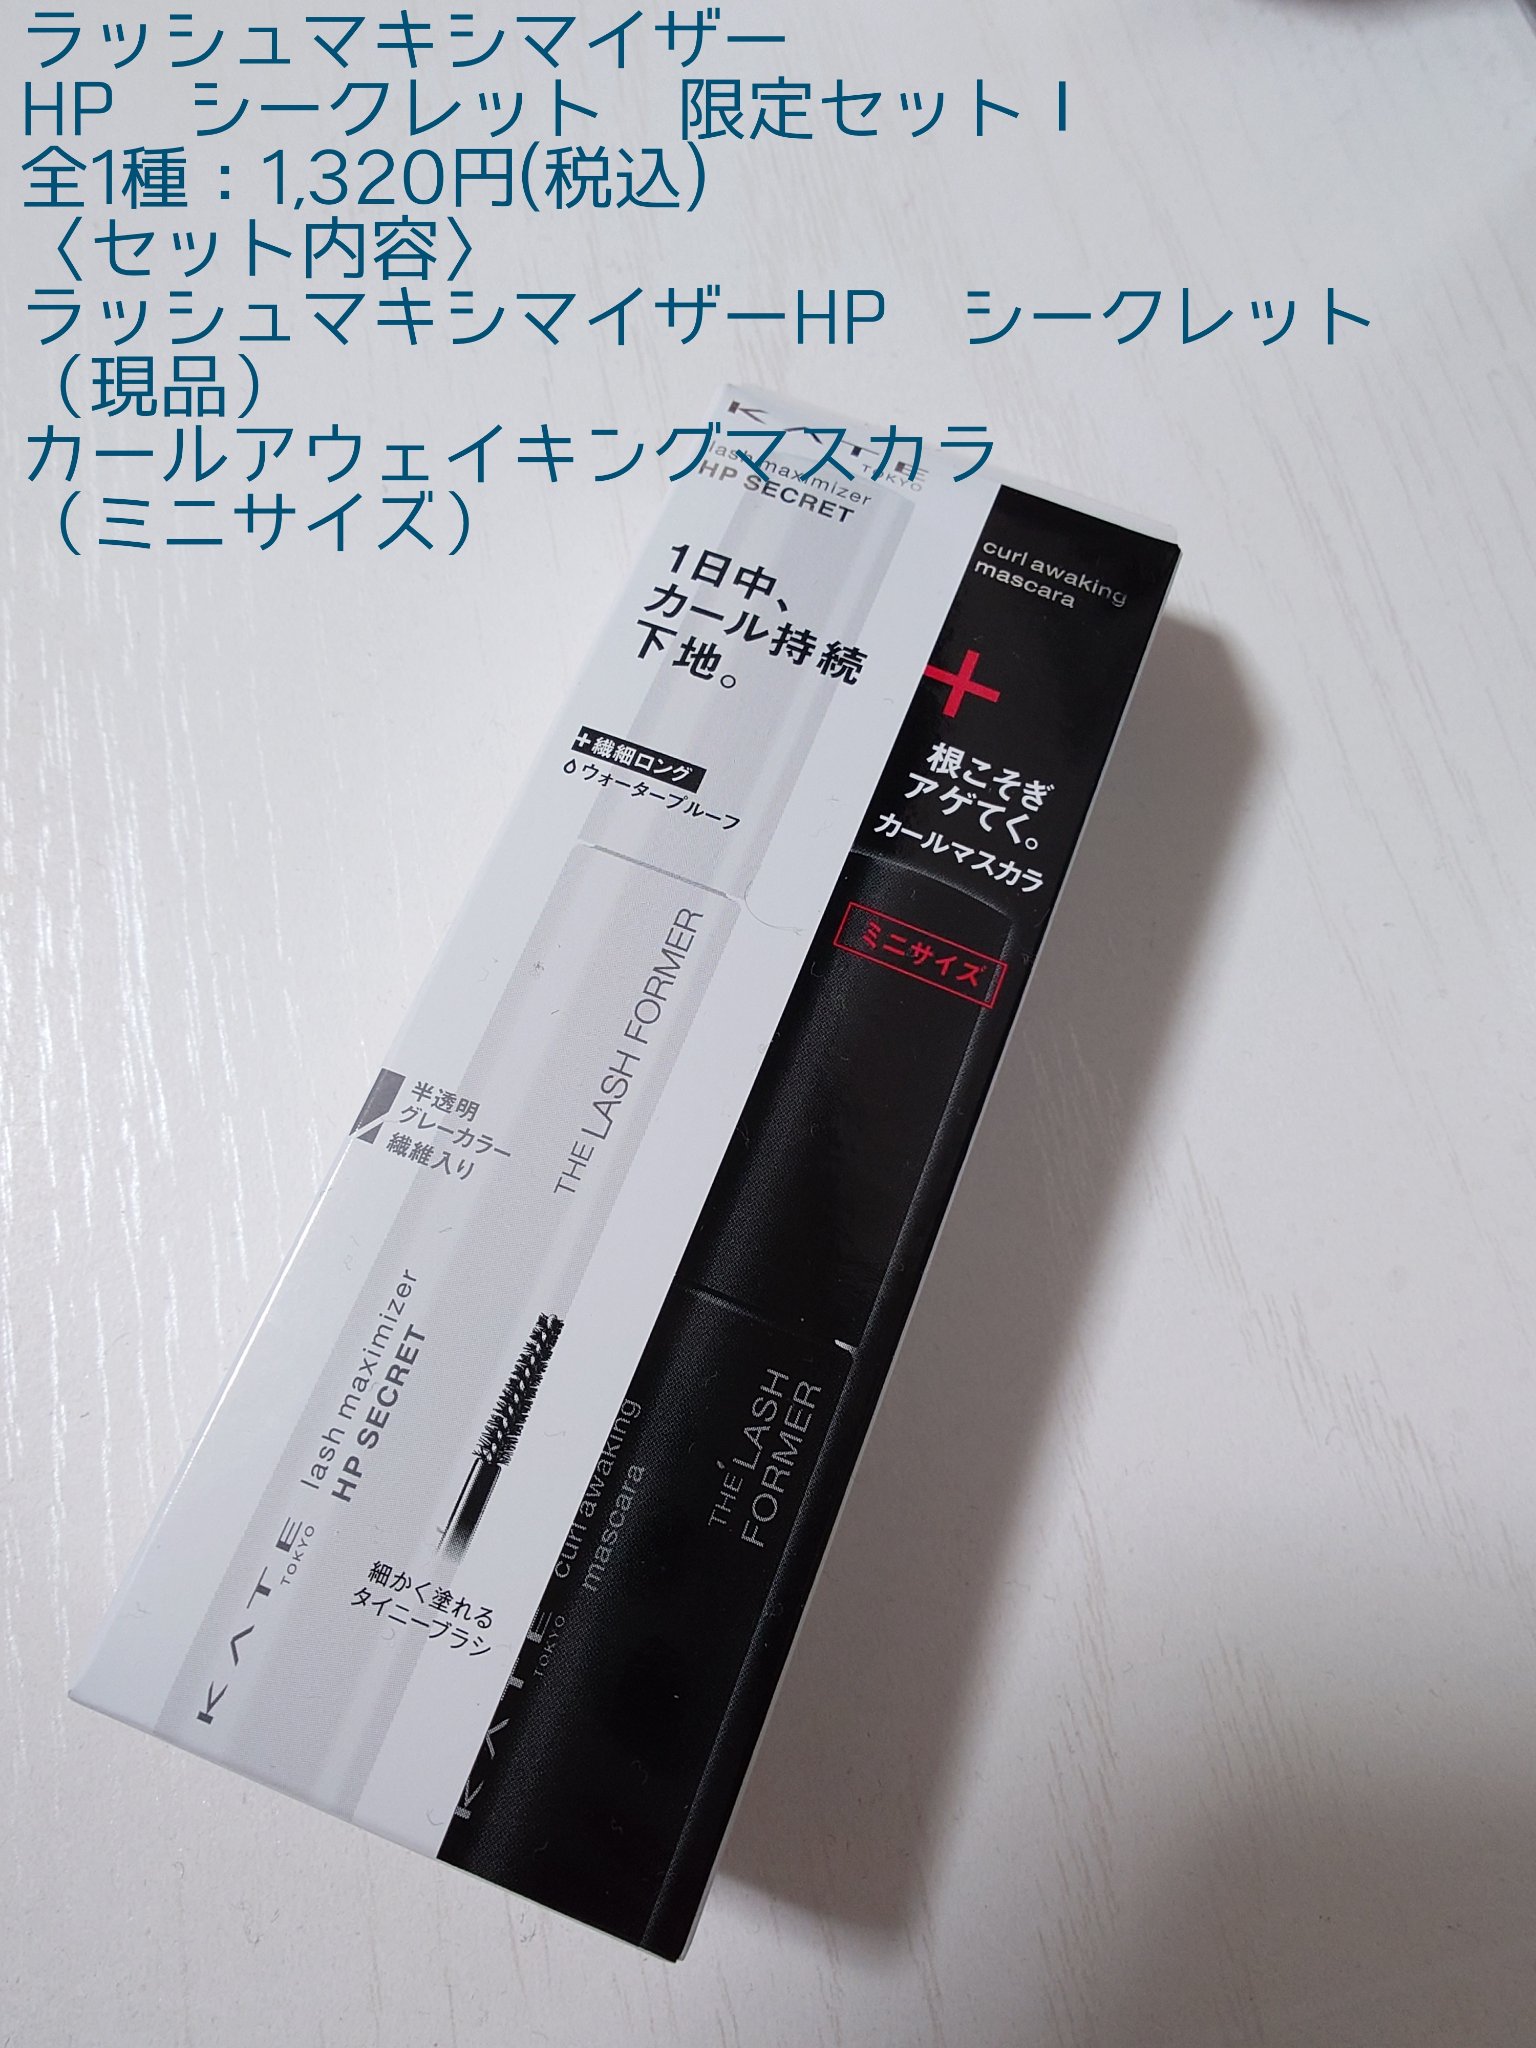 ラッシュマキシマイザー
HP　シークレット　限定セットⅠ
全1種：1,320円(税込)
〈セット内容〉
ラッシュマキシマイザーHP　シークレット
（現品）
カールアウェイキングマスカラ
（ミニサイズ）
KATE
TOKYO
lash maximizer
HP SECRET
1日中、
カール持続
下地。
+繊細ロング
ウォータープルーフ
THE LASH FORMER
半透明
グレーカラー
繊維入り
KATE
TOKYO
lash maximizer
HP SECRET
細かく塗れる
タイニーブラシ
curl awaking
mascara
+
根こそぎ
アゲてく。
カールマスカラ
ミニサイズ
THE LASH
FORMER
KATE
TOKYO
curl awaking
mascara